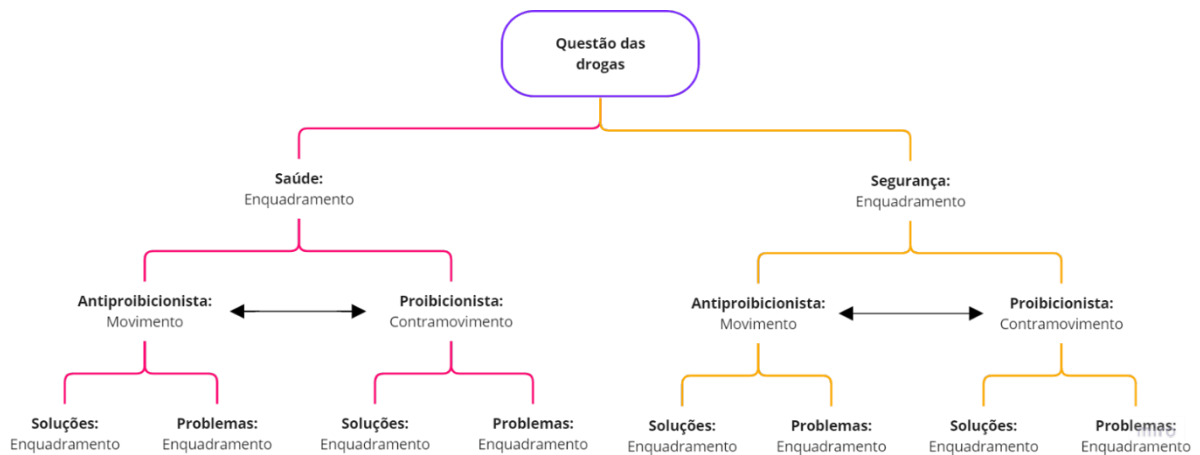 Questão das
drogas
Saúde:
Enquadramento
Segurança:
Enquadramento
Antiproibicionista:
Movimento
Proibicionista:
Contramovimento
Antiproibicionista:
Movimento
Proibicionista:
Contramovimento
Soluções:
Enquadramento
Problemas:
Enquadramento
Soluções:
Enquadramento
Problemas:
Enquadramento
Soluções:
Enquadramento
Problemas:
Enquadramento
Soluções:
Enquadramento
Problemas:
Enquadramento
miro